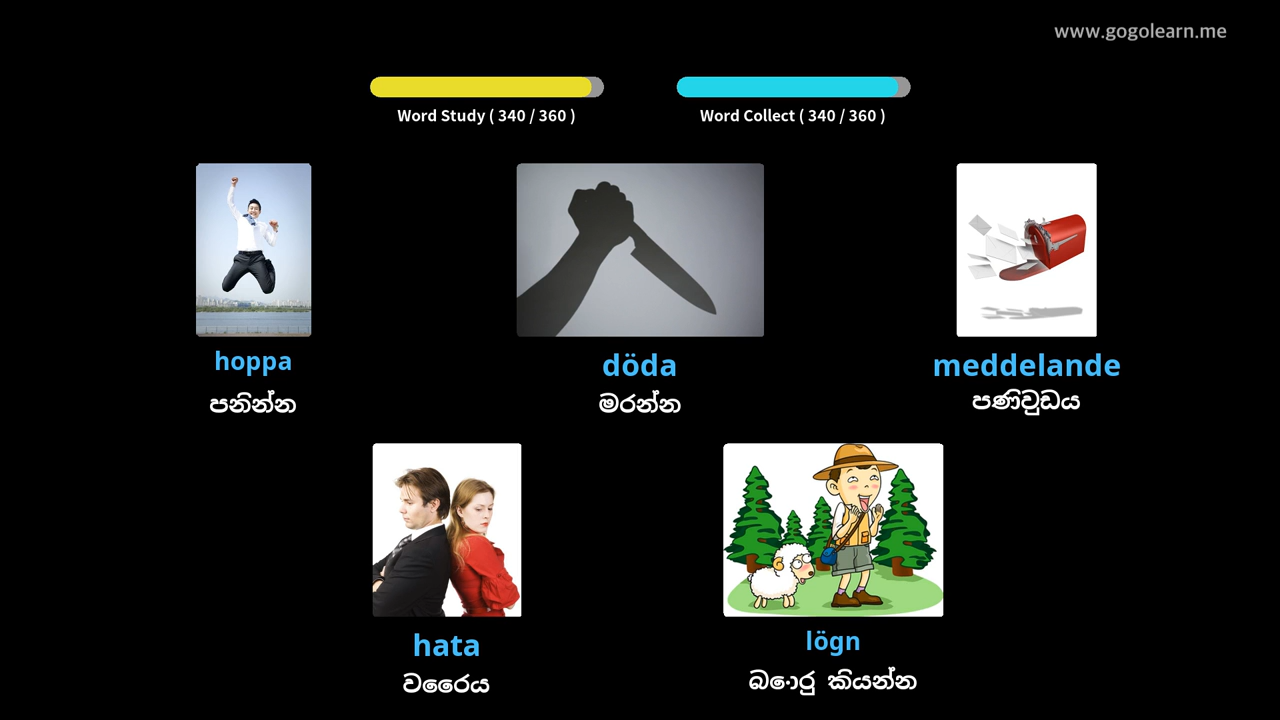 www.gogolearn.me
Word Study ( 340 / 360 )
Word Collect ( 340 / 360 )
hoppa
පනින්න
döda
මරන්න
meddelande
පණිවුඩය
hata
වෛරය
lögn
බොරු කියන්න